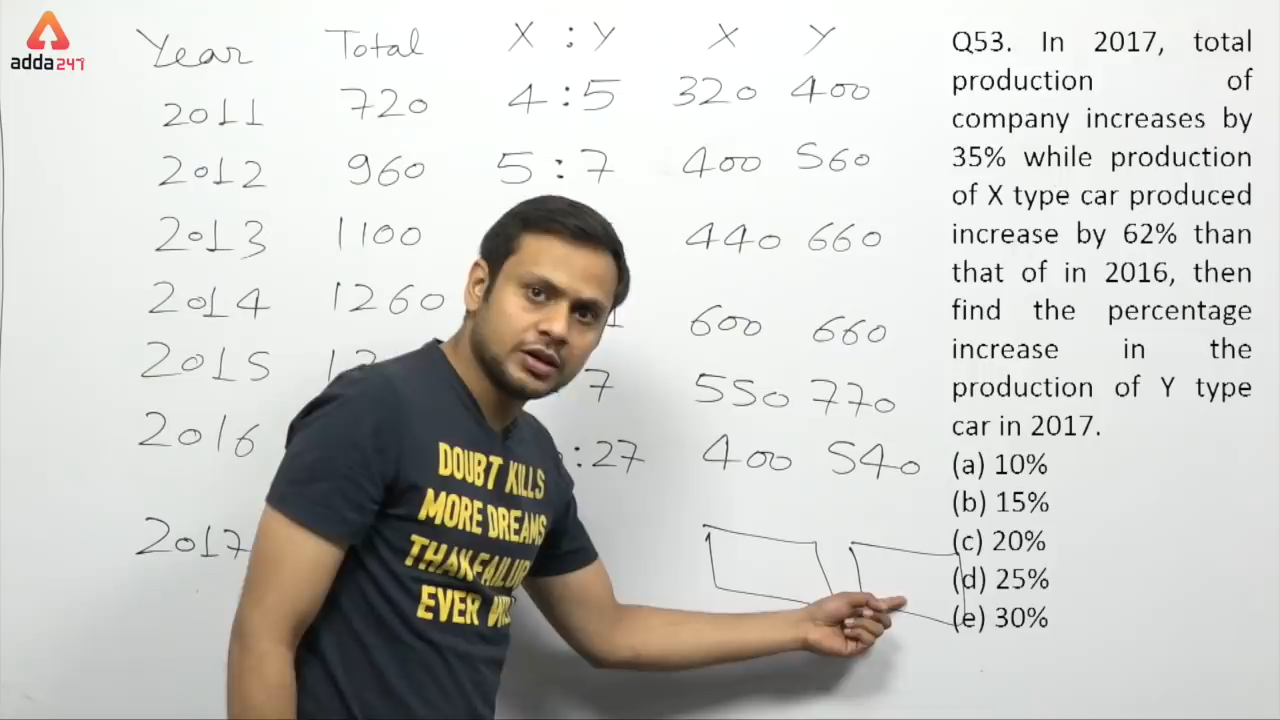 adda247
Year Total X : Y X Y
2011 720 4 : 5 320 400
2012 960 5 : 7 400 560
2013 1100 440 660
2014 1260 600 660
2015 7 550 770
2016 : 27 400 540
2017
DOUBT KILLS
MORE DREAMS
THAN FAILUR
EVER
Q53. In 2017, total
production of
company increases by
35% while production
of X type car produced
increase by 62% than
that of in 2016, then
find the percentage
increase in the
production of Y type
car in 2017.
(a) 10%
(b) 15%
(c) 20%
(d) 25%
(e) 30%